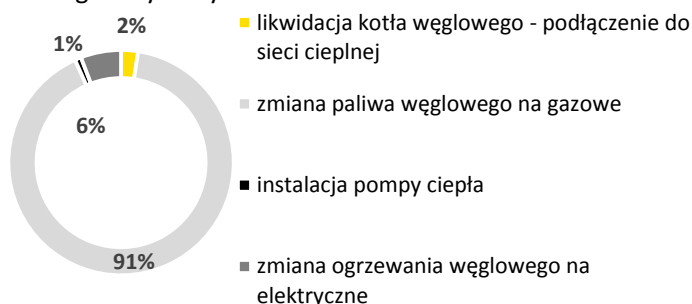 2%
1%
6%
91%
likwidacja kotła węglowego - podłączenie do
sieci cieplnej
zmiana paliwa węglowego na gazowe
instalacja pompy ciepła
zmiana ogrzewania węglowego na
elektryczne